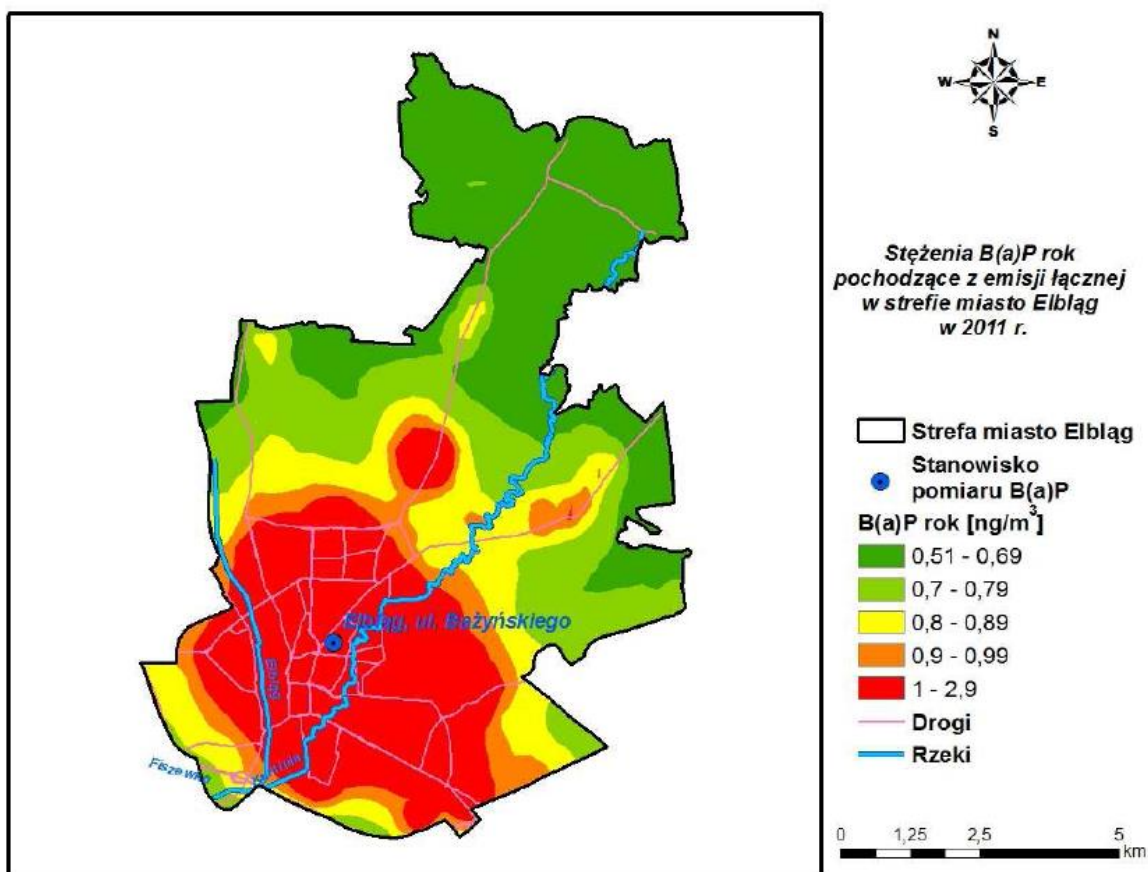 N
W E
S
Stężenia B(a)P rok
pochodzące z emisji łącznej
w strefie miasto Elbląg
w 2011 r.
Strefa miasto Elbląg
Stanowisko
pomiaru B(a)P
B(a)P rok [ng/m³]
0,51 - 0,69
0,7 - 0,79
0,8 - 0,89
0,9 - 0,99
1 - 2,9
Drogi
Rzeki
0 1,25 2,5 5
km
Elbląg, ul. Bażyńskiego
Elbląg
Fiszewka